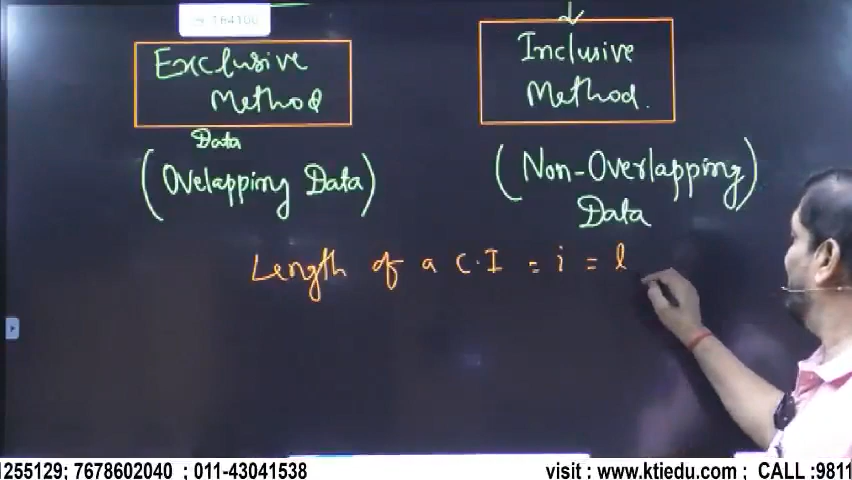 164100
Exclusive
Method
Inclusive
Method.
Data
(Ovelapping Data)
(Non-Overlapping)
Data
Length of a C.I = i = l
1255129; 7678602040 ; 011-43041538
visit : www.ktiedu.com ; CALL :9811